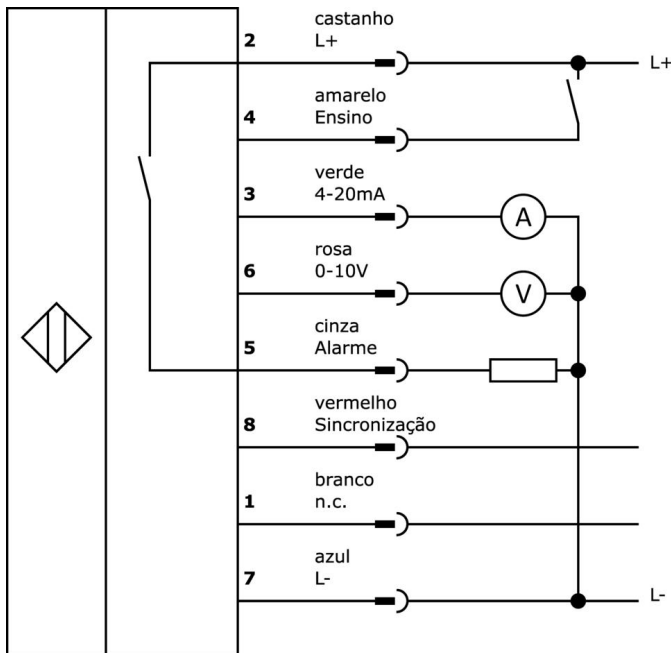 castanho
2 L+
L+
amarelo
4 Ensino
verde
3 4-20mA
A
rosa
6 0-10V
V
cinza
5 Alarme
vermelho
8 Sincronização
branco
1 n.c.
azul
7 L-
L-